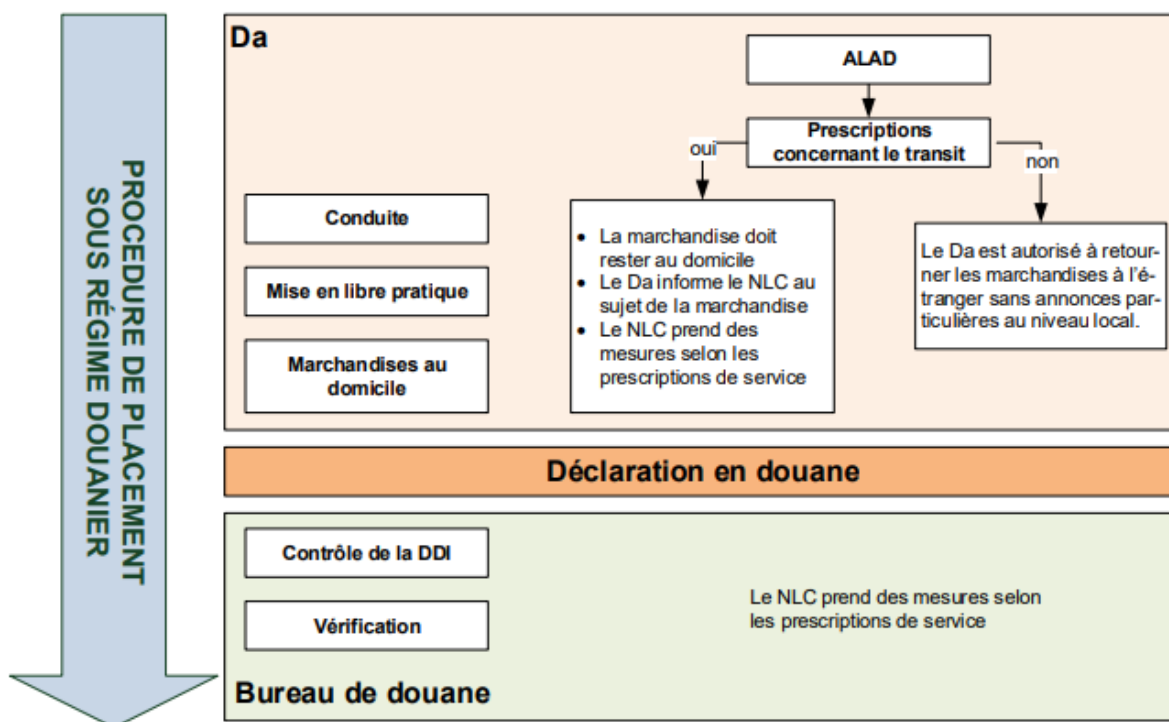 PROCEDURE DE PLACEMENT
SOUS RÉGIME DOUANIER
Da
ALAD
Prescriptions
concernant le transit
oui
non
Conduite
Mise en libre pratique
Marchandises au
domicile
• La marchandise doit
rester au domicile
• Le Da informe le NLC au
sujet de la marchandise
• Le NLC prend des
mesures selon les
prescriptions de service
Le Da est autorisé à retour-
ner les marchandises à l'é-
tranger sans annonces par-
ticulières au niveau local.
Déclaration en douane
Contrôle de la DDI
Vérification
Le NLC prend des mesures selon
les prescriptions de service
Bureau de douane